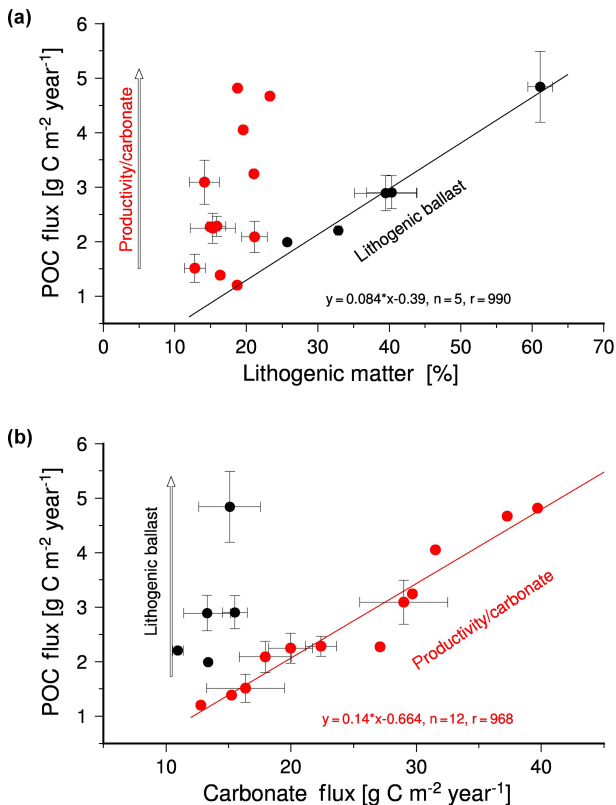 (a)
POC flux [g C m⁻² year⁻¹]
6
5
4
3
2
1
Productivity/carbonate
Lithogenic ballast
y=0.084*x-0.39, n=5, r=990
0 10 20 30 40 50 60 70
Lithogenic matter [%]
(b)
POC flux [g C m⁻² year⁻¹]
6
5
4
3
2
1
Lithogenic ballast
Productivity/carbonate
y=0.14*x-0.664, n=12, r=968
10 20 30 40
Carbonate flux [g C m⁻² year⁻¹]